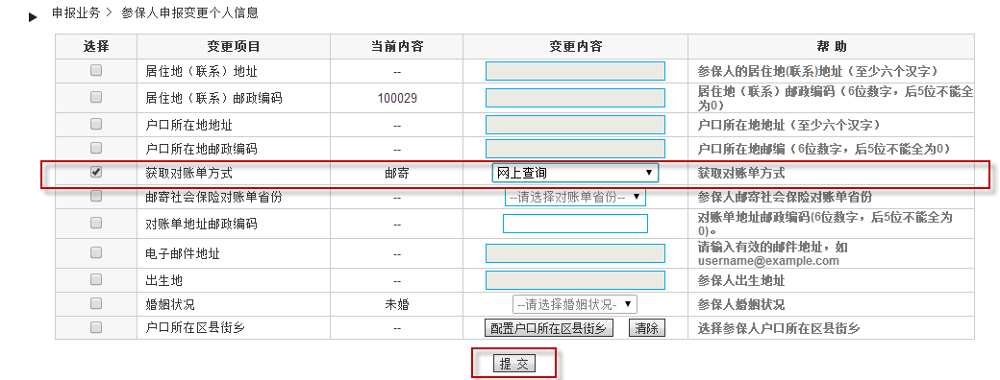 申报业务 > 参保人申报变更个人信息
选择 变更项目 当前内容 变更内容 帮 助
居住地（联系）地址 -- 参保人的居住地(联系)地址（至少六个汉字）
居住地（联系）邮政编码 100029 居住地（联系）邮政编码（6位数字，后5位不能全
为0）
户口所在地地址 -- 户口所在地地址（至少六个汉字）
户口所在地邮政编码 -- 户口所在地邮编（6位数字，后5位不能全为0）
获取对账单方式 邮寄 网上查询 获取对账单方式
邮寄社会保险对账单省份 -- --请选择对账单省份-- 参保人邮寄社会保险对账单省份
对账单地址邮政编码 -- 对账单地址邮政编码(6位数字，后5位不能全为
0)。
电子邮件地址 -- 请输入有效的邮件地址，如
username@example.com
出生地 -- 参保人出生地址
婚姻状况 未婚 --请选择婚姻状况- 参保人婚姻状况
户口所在区县街乡 -- 配置户口所在区县街乡 清除 选择参保人户口所在区县街乡
提 交